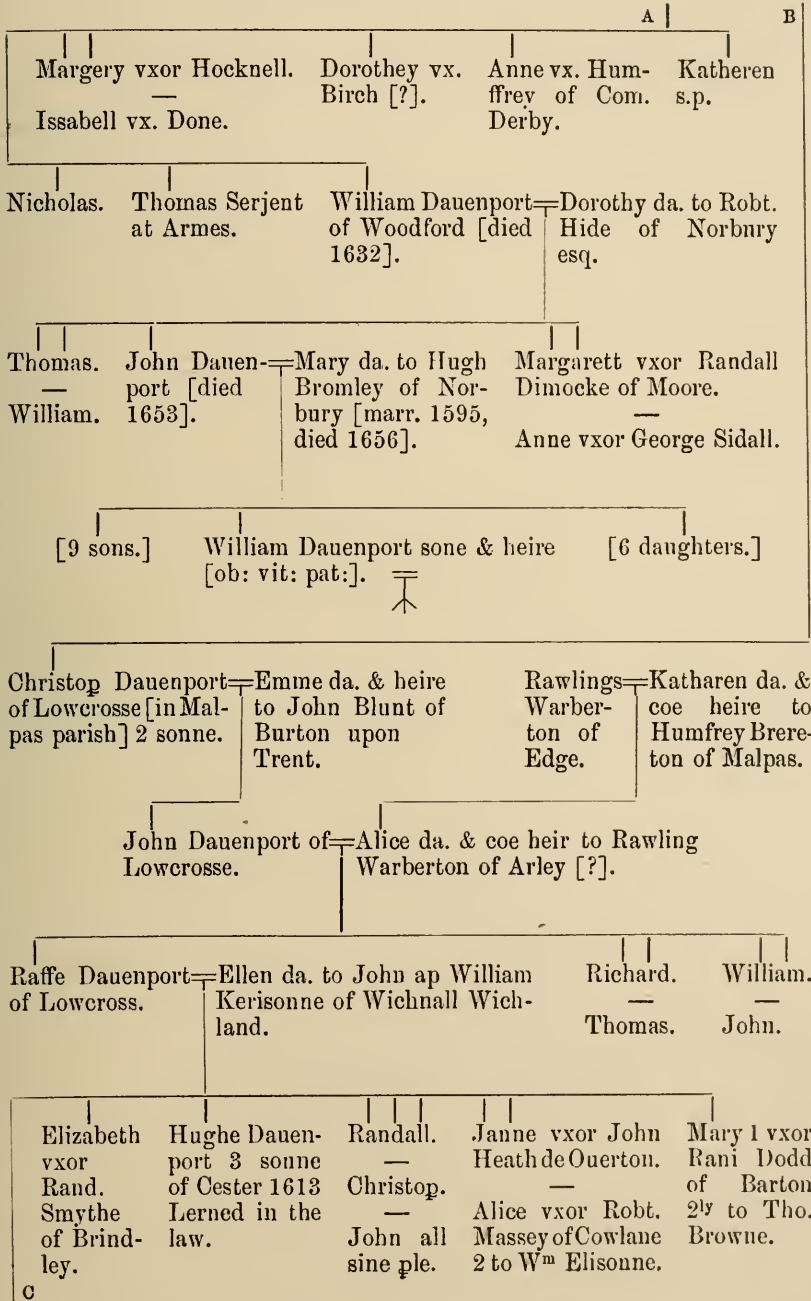 A B
Margery vxor Hocknell.
—
Issabell vx. Done.
Dorothey vx.
Birch [?].
Anne vx. Hum-
ffrey of Com.
Derby.
Katheren
s.p.
Nicholas.
Thomas Serjent
at Armes.
William Dauenport
of Woodford [died
1632].
Dorothy da. to Robt.
Hide of Norbury
esq.
Thomas.
—
William.
John Dauen-
port [died
1653].
Mary da. to Hugh
Bromley of Nor-
bury [marr. 1595,
died 1656].
Margarett vxor Randall
Dimocke of Moore.
—
Anne vxor George Sidall.
[9 sons.]
William Dauenport sone & heire
[ob: vit: pat:].
[6 daughters.]
Christop Dauenport
of Lowcrosse [in Mal-
pas parish] 2 sonne.
Emme da. & heire
to John Blunt of
Burton upon
Trent.
Rawlings
Warber-
ton of
Edge.
Katharen da. &
coe heire to
Humfrey Brere-
ton of Malpas.
John Dauenport of
Lowcrosse.
Alice da. & coe heir to Rawling
Warberton of Arley [?].
Raffe Dauenport
of Lowcross.
Ellen da. to John ap William
Kerisonne of Wichnall Wich-
land.
Richard.
—
Thomas.
William.
—
John.
Elizabeth
vxor
Rand.
Smythe
of Brind-
ley.
Hughe Dauen-
port 3 sonne
of Cester 1613
Lerned in the
law.
Randall.
—
Christop.
—
John all
sine ple.
Janne vxor John
Heath de Ouerton.
—
Alice vxor Robt.
Massey of Cowlane
2 to Wm Elisonne.
Mary 1 vxor
Rani Dodd
of Barton
2ly to Tho.
Browne.
C